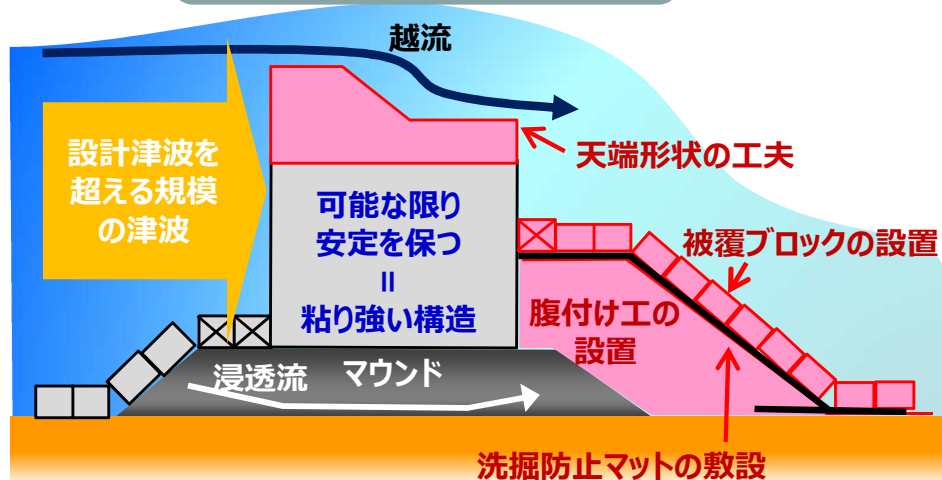 越流
設計津波を
超える規模
の津波
天端形状の工夫
可能な限り
安定を保つ
＝
粘り強い構造
被覆ブロックの設置
腹付け工の
設置
浸透流
マウンド
洗掘防止マットの敷設